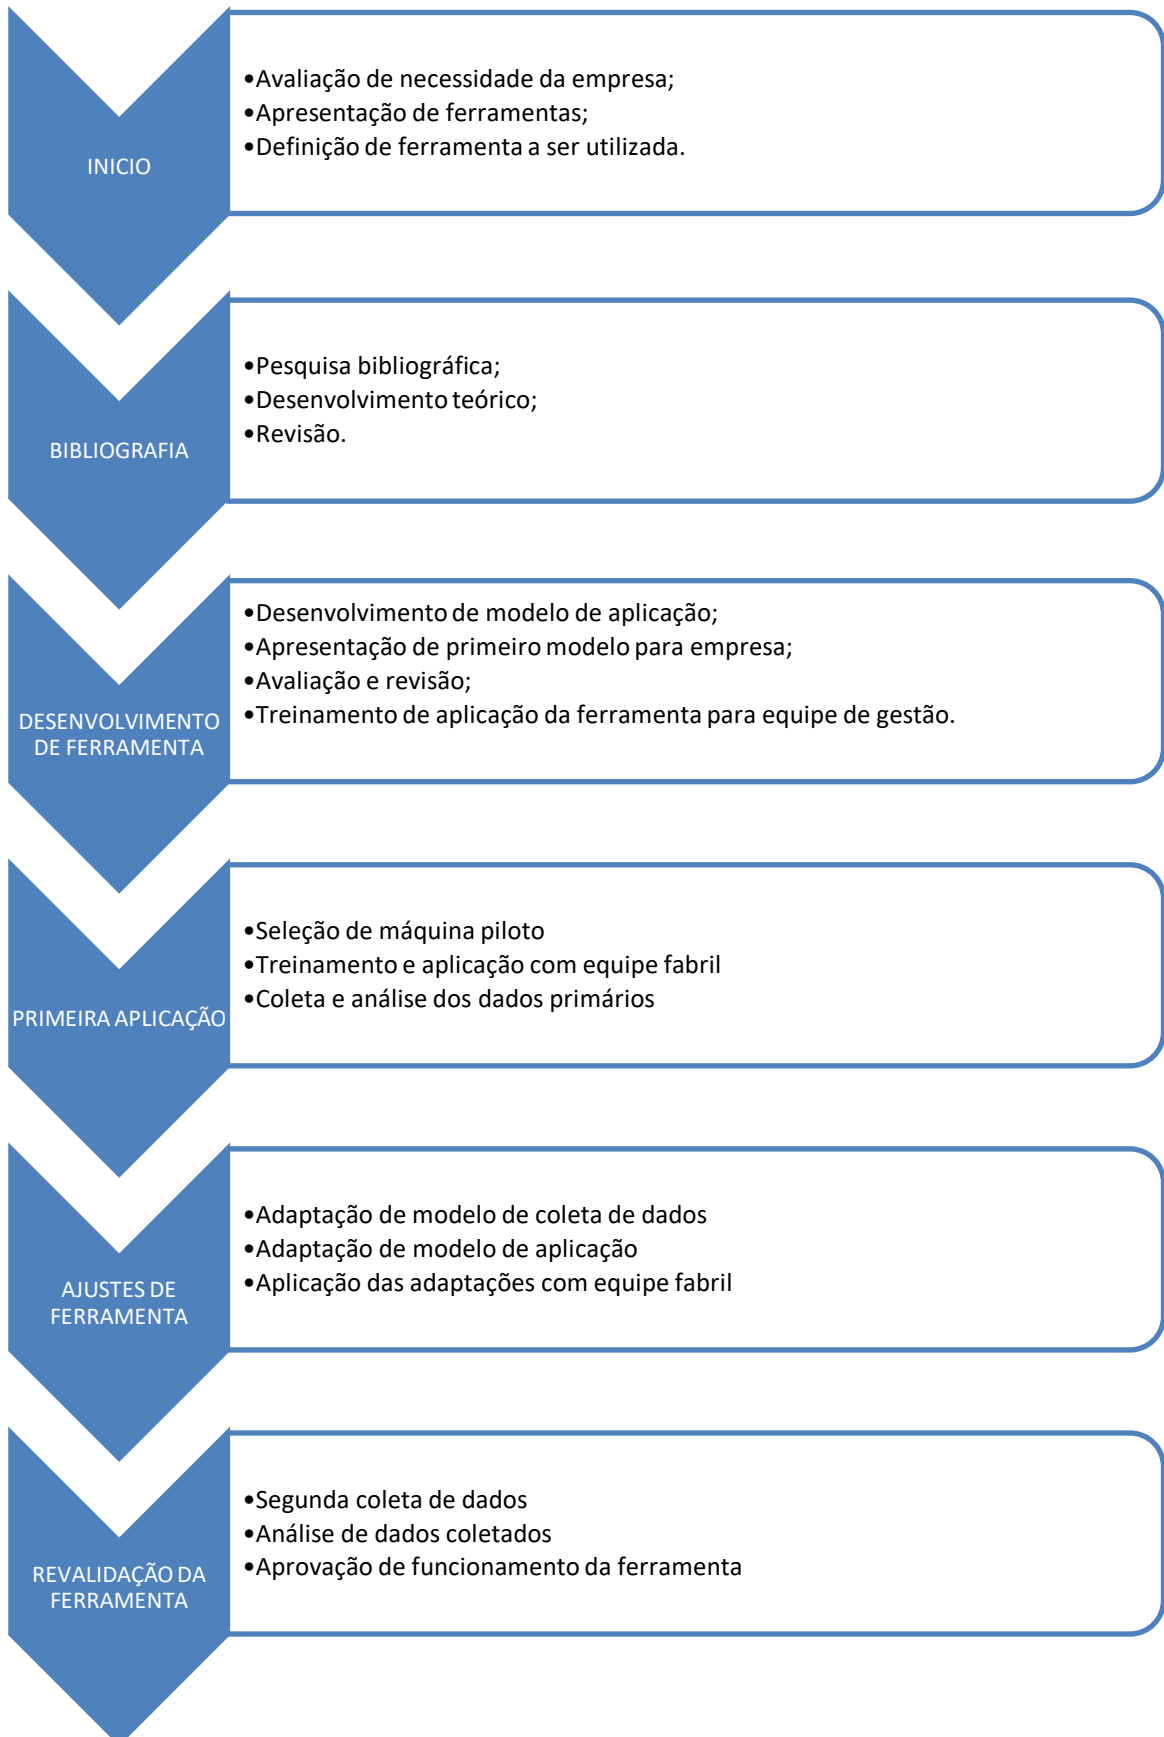 INICIO
•Avaliação de necessidade da empresa;
•Apresentação de ferramentas;
•Definição de ferramenta a ser utilizada.
BIBLIOGRAFIA
•Pesquisa bibliográfica;
•Desenvolvimento teórico;
•Revisão.
DESENVOLVIMENTO
DE FERRAMENTA
•Desenvolvimento de modelo de aplicação;
•Apresentação de primeiro modelo para empresa;
•Avaliação e revisão;
•Treinamento de aplicação da ferramenta para equipe de gestão.
PRIMEIRA APLICAÇÃO
•Seleção de máquina piloto
•Treinamento e aplicação com equipe fabril
•Coleta e análise dos dados primários
AJUSTES DE
FERRAMENTA
•Adaptação de modelo de coleta de dados
•Adaptação de modelo de aplicação
•Aplicação das adaptações com equipe fabril
REVALIDAÇÃO DA
FERRAMENTA
•Segunda coleta de dados
•Análise de dados coletados
•Aprovação de funcionamento da ferramenta